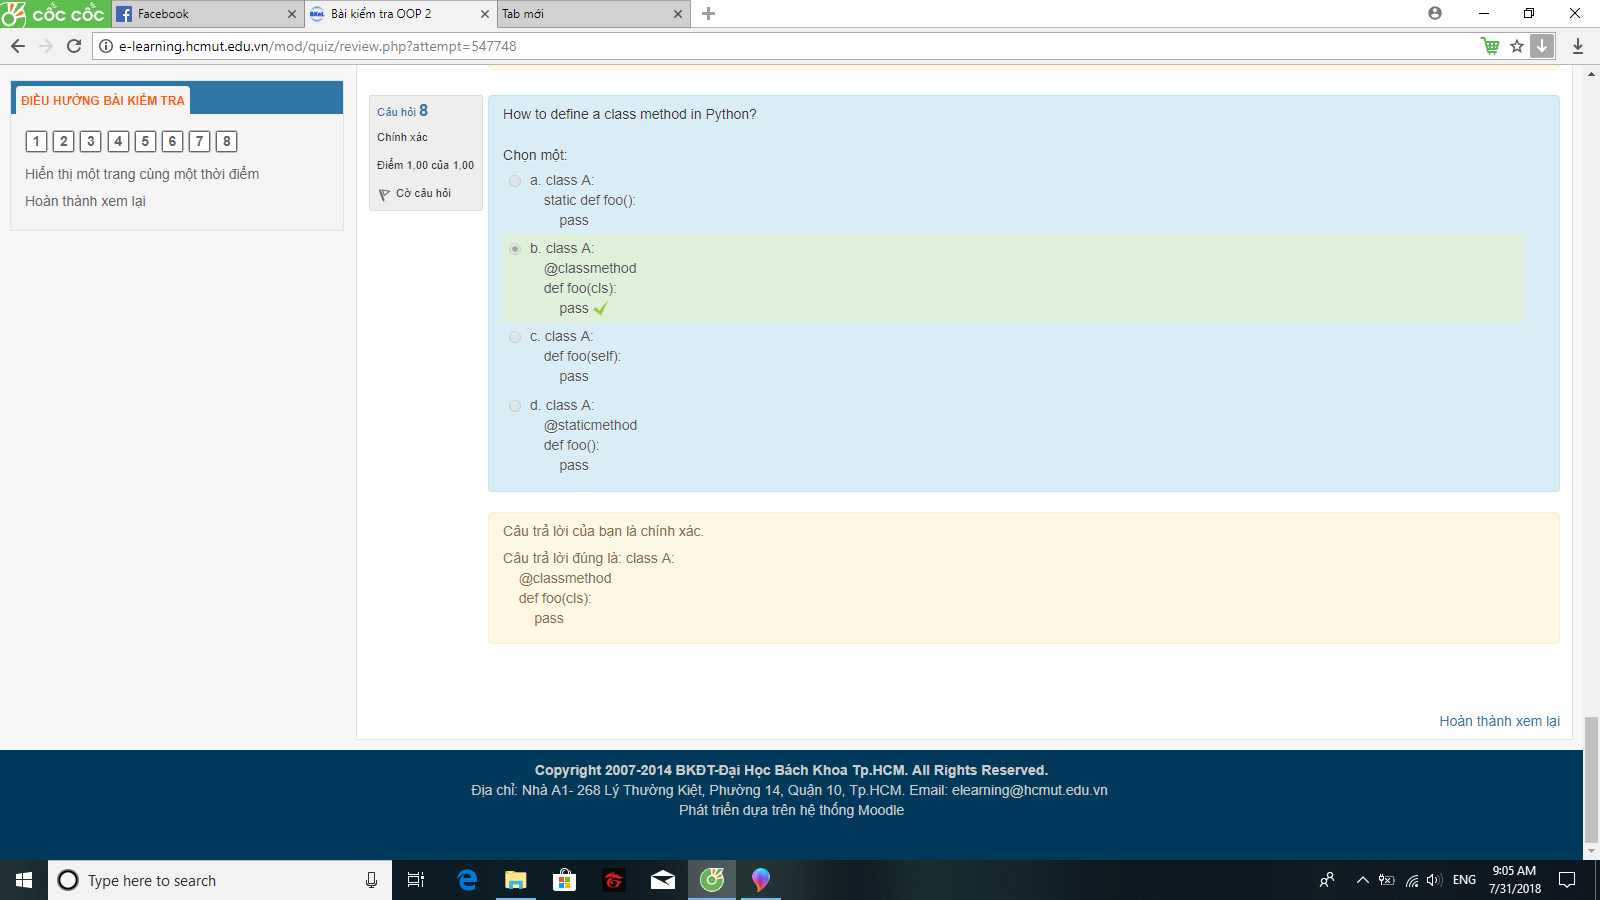 cốc cốc
Facebook
Bài kiểm tra OOP 2
Tab mới
e-learning.hcmut.edu.vn/mod/quiz/review.php?attempt=547748
ĐIỀU HƯỚNG BÀI KIỂM TRA
1 2 3 4 5 6 7 8
Hiển thị một trang cùng một thời điểm
Hoàn thành xem lại
Câu hỏi 8
Chính xác
Điểm 1,00 của 1,00
Cờ câu hỏi
How to define a class method in Python?
Chọn một:
a. class A:
static def foo():
pass
b. class A:
@classmethod
def foo(cls):
pass
c. class A:
def foo(self):
pass
d. class A:
@staticmethod
def foo():
pass
Câu trả lời của bạn là chính xác.
Câu trả lời đúng là: class A:
@classmethod
def foo(cls):
pass
Hoàn thành xem lại
Copyright 2007-2014 BKĐT-Đại Học Bách Khoa Tp.HCM. All Rights Reserved.
Địa chỉ: Nhà A1- 268 Lý Thường Kiệt, Phường 14, Quận 10, Tp.HCM. Email: elearning@hcmut.edu.vn
Phát triển dựa trên hệ thống Moodle
Type here to search
ENG
9:05 AM
7/31/2018